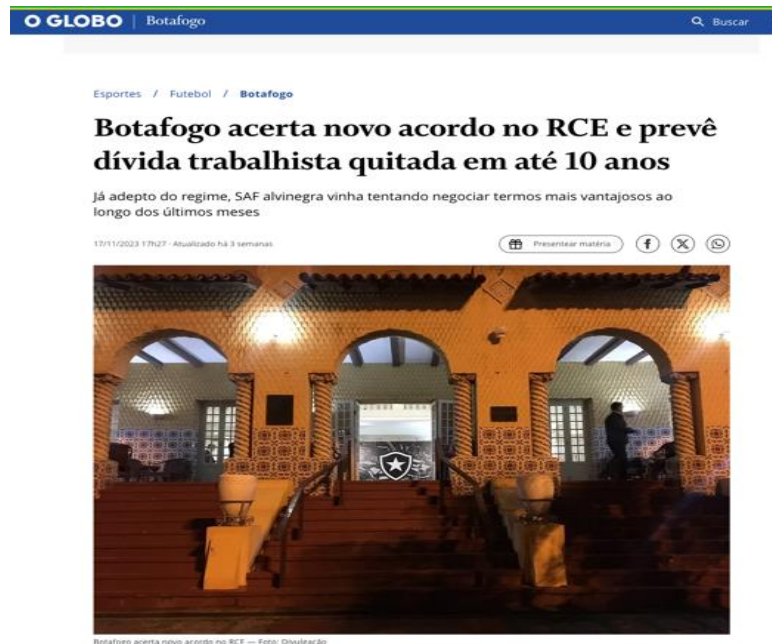 O GLOBO | Botafogo
Buscar
Esportes / Futebol / Botafogo
Botafogo acerta novo acordo no RCE e prevê
dívida trabalhista quitada em até 10 anos
Já adepto do regime, SAF alvinegra vinha tentando negociar termos mais vantajosos ao
longo dos últimos meses
17/11/2023 17h27 · Atualizado há 3 semanas
Presentear matéria
Botafogo acerta novo acordo no RCE — Foto: Divulgação